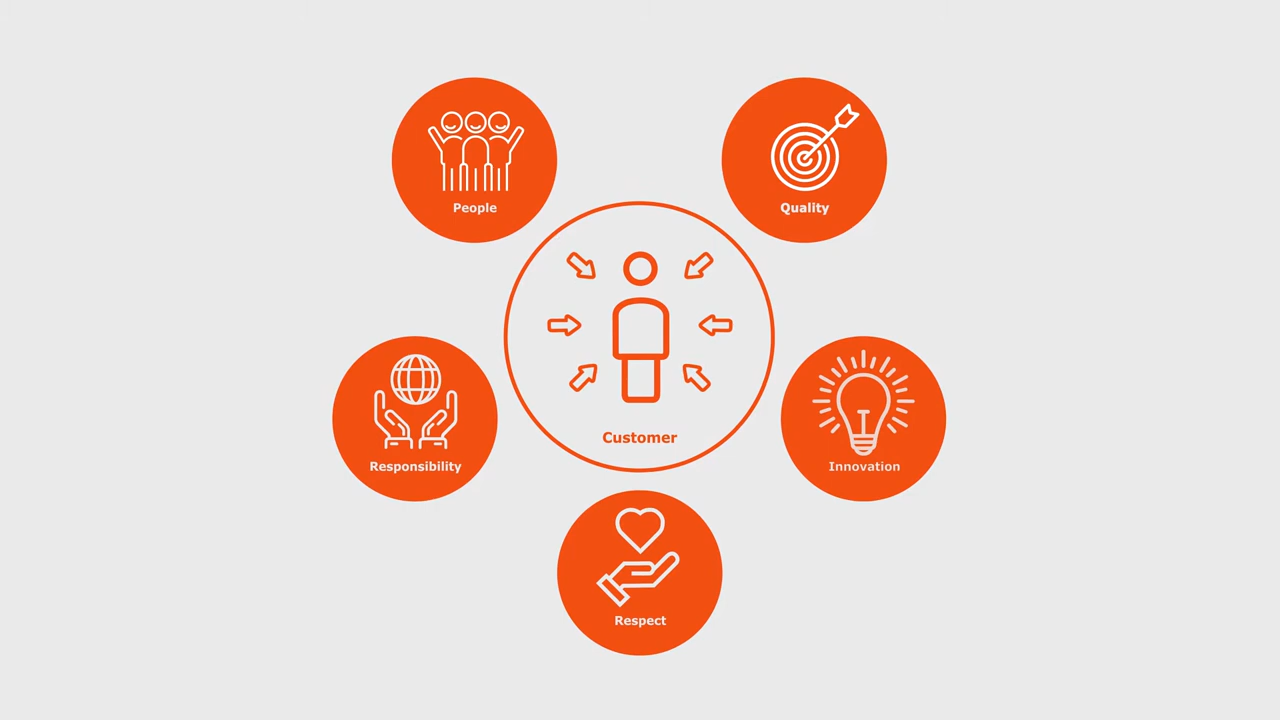 People
Quality
Customer
Responsibility
Innovation
Respect